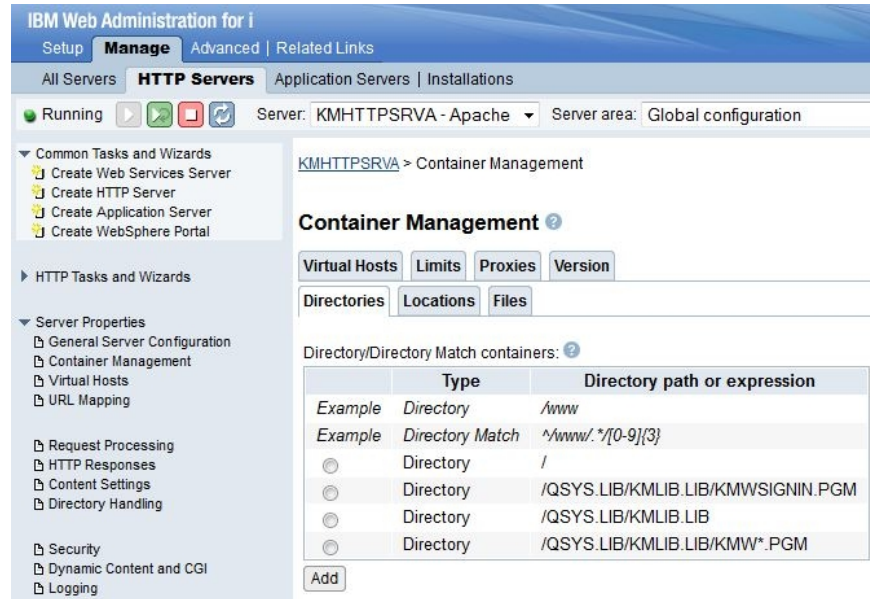 IBM Web Administration for i
Setup Manage Advanced | Related Links
All Servers HTTP Servers Application Servers | Installations
Running Server: KMHTTPSRVA - Apache Server area: Global configuration
Common Tasks and Wizards
Create Web Services Server
Create HTTP Server
Create Application Server
Create WebSphere Portal
HTTP Tasks and Wizards
Server Properties
General Server Configuration
Container Management
Virtual Hosts
URL Mapping
Request Processing
HTTP Responses
Content Settings
Directory Handling
Security
Dynamic Content and CGI
Logging
KMHTTPSRVA > Container Management
Container Management ?
Virtual Hosts Limits Proxies Version
Directories Locations Files
Directory/Directory Match containers: ?
Type Directory path or expression
Example Directory /www
Example Directory Match ^/www/.*/[0-9]{3}
Directory /
Directory /QSYS.LIB/KMLIB.LIB/KMWSIGNIN.PGM
Directory /QSYS.LIB/KMLIB.LIB
Directory /QSYS.LIB/KMLIB.LIB/KMW*.PGM
Add